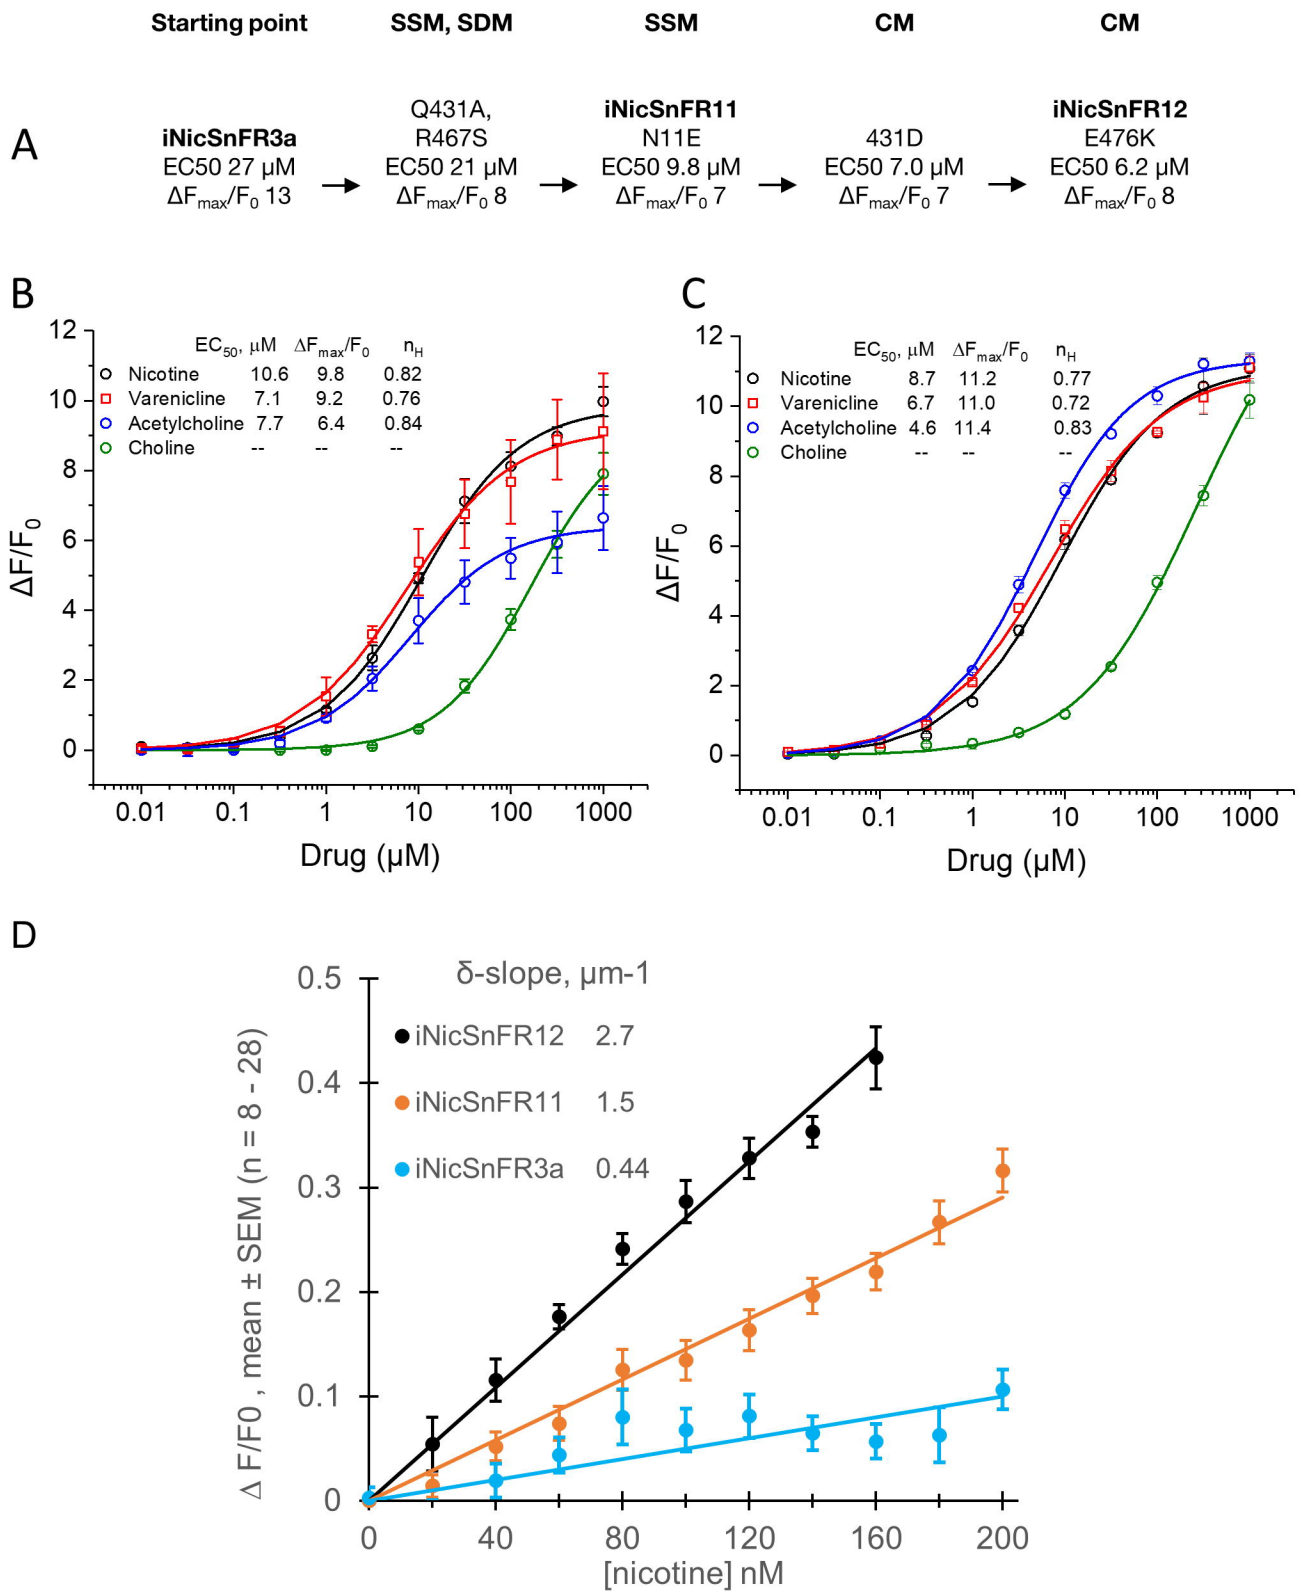 Starting point SSM, SDM SSM CM CM
A
iNicSnFR3a
EC50 27 µM
ΔFmax/F0 13
Q431A,
R467S
EC50 21 µM
ΔFmax/F0 8
iNicSnFR11
N11E
EC50 9.8 µM
ΔFmax/F0 7
431D
EC50 7.0 µM
ΔFmax/F0 7
iNicSnFR12
E476K
EC50 6.2 µM
ΔFmax/F0 8
B
EC50, µM ΔFmax/F0 nH
Nicotine 10.6 9.8 0.82
Varenicline 7.1 9.2 0.76
Acetylcholine 7.7 6.4 0.84
Choline -- -- --
ΔF/F0
12
10
8
6
4
2
0
0.01 0.1 1 10 100 1000
Drug (µM)
C
EC50, µM ΔFmax/F0 nH
Nicotine 8.7 11.2 0.77
Varenicline 6.7 11.0 0.72
Acetylcholine 4.6 11.4 0.83
Choline -- -- --
ΔF/F0
12
10
8
6
4
2
0
0.01 0.1 1 10 100 1000
Drug (µM)
D
δ-slope, µm-1
iNicSnFR12 2.7
iNicSnFR11 1.5
iNicSnFR3a 0.44
Δ F/F0 , mean ± SEM (n = 8 - 28)
0.5
0.4
0.3
0.2
0.1
0
0 40 80 120 160 200
[nicotine] nM